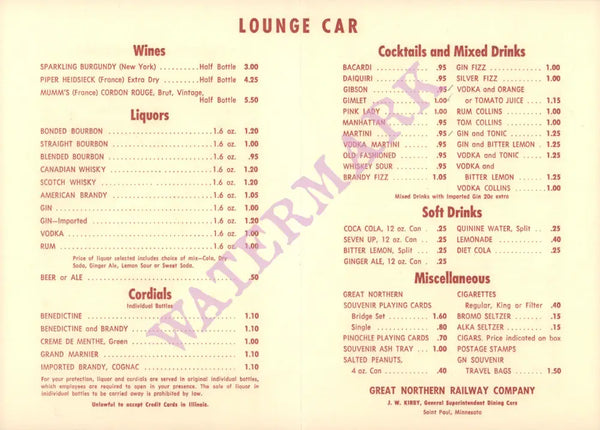 LOUNGE CAR
Wines
SPARKLING BURGUNDY (New York) ..........Half Bottle 3.00
PIPER HEIDSIECK (France) Extra Dry ....Half Bottle 4.25
MUMM'S (France) CORDON ROUGE, Brut, Vintage,
Half Bottle 5.50
Liquors
BONDED BOURBON ..........1.6 oz. 1.20
STRAIGHT BOURBON ..........1.6 oz. 1.00
BLENDED BOURBON ..........1.6 oz. .95
CANADIAN WHISKY ..........1.6 oz. 1.20
SCOTCH WHISKY ..........1.6 oz. 1.20
AMERICAN BRANDY ..........1.6 oz. 1.05
GIN ..........1.6 oz. 1.00
GIN—Imported ..........1.6 oz. 1.20
VODKA ..........1.6 oz. 1.00
RUM ..........1.6 oz. 1.00
Price of liquor selected includes choice of mix—Cola, Dry
Soda, Ginger Ale, Lemon Sour or Sweet Soda.
BEER or ALE .......... .50
Cordials
Individual Bottles
BENEDICTINE .......... 1.10
BENEDICTINE and BRANDY .......... 1.10
CREME DE MENTHE, Green .......... 1.00
GRAND MARNIER .......... 1.10
IMPORTED BRANDY, COGNAC .......... 1.10
For your protection, liquor and cordials are served in original individual bottles,
which employees are required to open in your presence. The sale of liquor in
inidividual bottles to be carried away is prohibited by law.
Unlawful to accept Credit Cards in Illinois.
Cocktails and Mixed Drinks
BACARDI .......... .95
DAIQUIRI .......... .95
GIBSON .......... .95
GIMLET .......... 1.00
PINK LADY .......... 1.00
MANHATTAN .......... .95
MARTINI .......... .95
VODKA MARTINI .......... .95
OLD FASHIONED .......... .95
WHISKEY SOUR .......... .95
BRANDY FIZZ .......... 1.05
GIN FIZZ .......... 1.00
SILVER FIZZ .......... 1.00
VODKA and ORANGE
or TOMATO JUICE .... 1.15
RUM COLLINS .......... 1.00
TOM COLLINS .......... 1.00
GIN and TONIC .......... 1.25
GIN and BITTER LEMON . 1.25
VODKA and TONIC ...... 1.25
VODKA and
BITTER LEMON ....... 1.25
VODKA COLLINS ....... 1.00
Mixed Drinks with Imported Gin 20¢ extra
Soft Drinks
COCA COLA, 12 oz. Can . .25
SEVEN UP, 12 oz. Can .. .25
BITTER LEMON, Split ... .25
GINGER ALE, 12 oz. Can . .25
QUININE WATER, Split .. .25
LEMONADE .......... .40
DIET COLA .......... .25
Miscellaneous
GREAT NORTHERN
SOUVENIR PLAYING CARDS
Bridge Set .......... 1.60
Single .......... .80
PINOCHLE PLAYING CARDS .70
SOUVENIR ASH TRAY .... 1.00
SALTED PEANUTS,
4 oz. Can .......... .40
CIGARETTES
Regular, King or Filter .40
BROMO SELTZER ...... .15
ALKA SELTZER .......... .15
CIGARS. Price indicated on box
POSTAGE STAMPS
GN SOUVENIR
TRAVEL BAGS ........ 1.50
GREAT NORTHERN RAILWAY COMPANY
J. W. KIRBY, General Superintendent Dining Cars
Saint Paul, Minnesota
WATERMARK